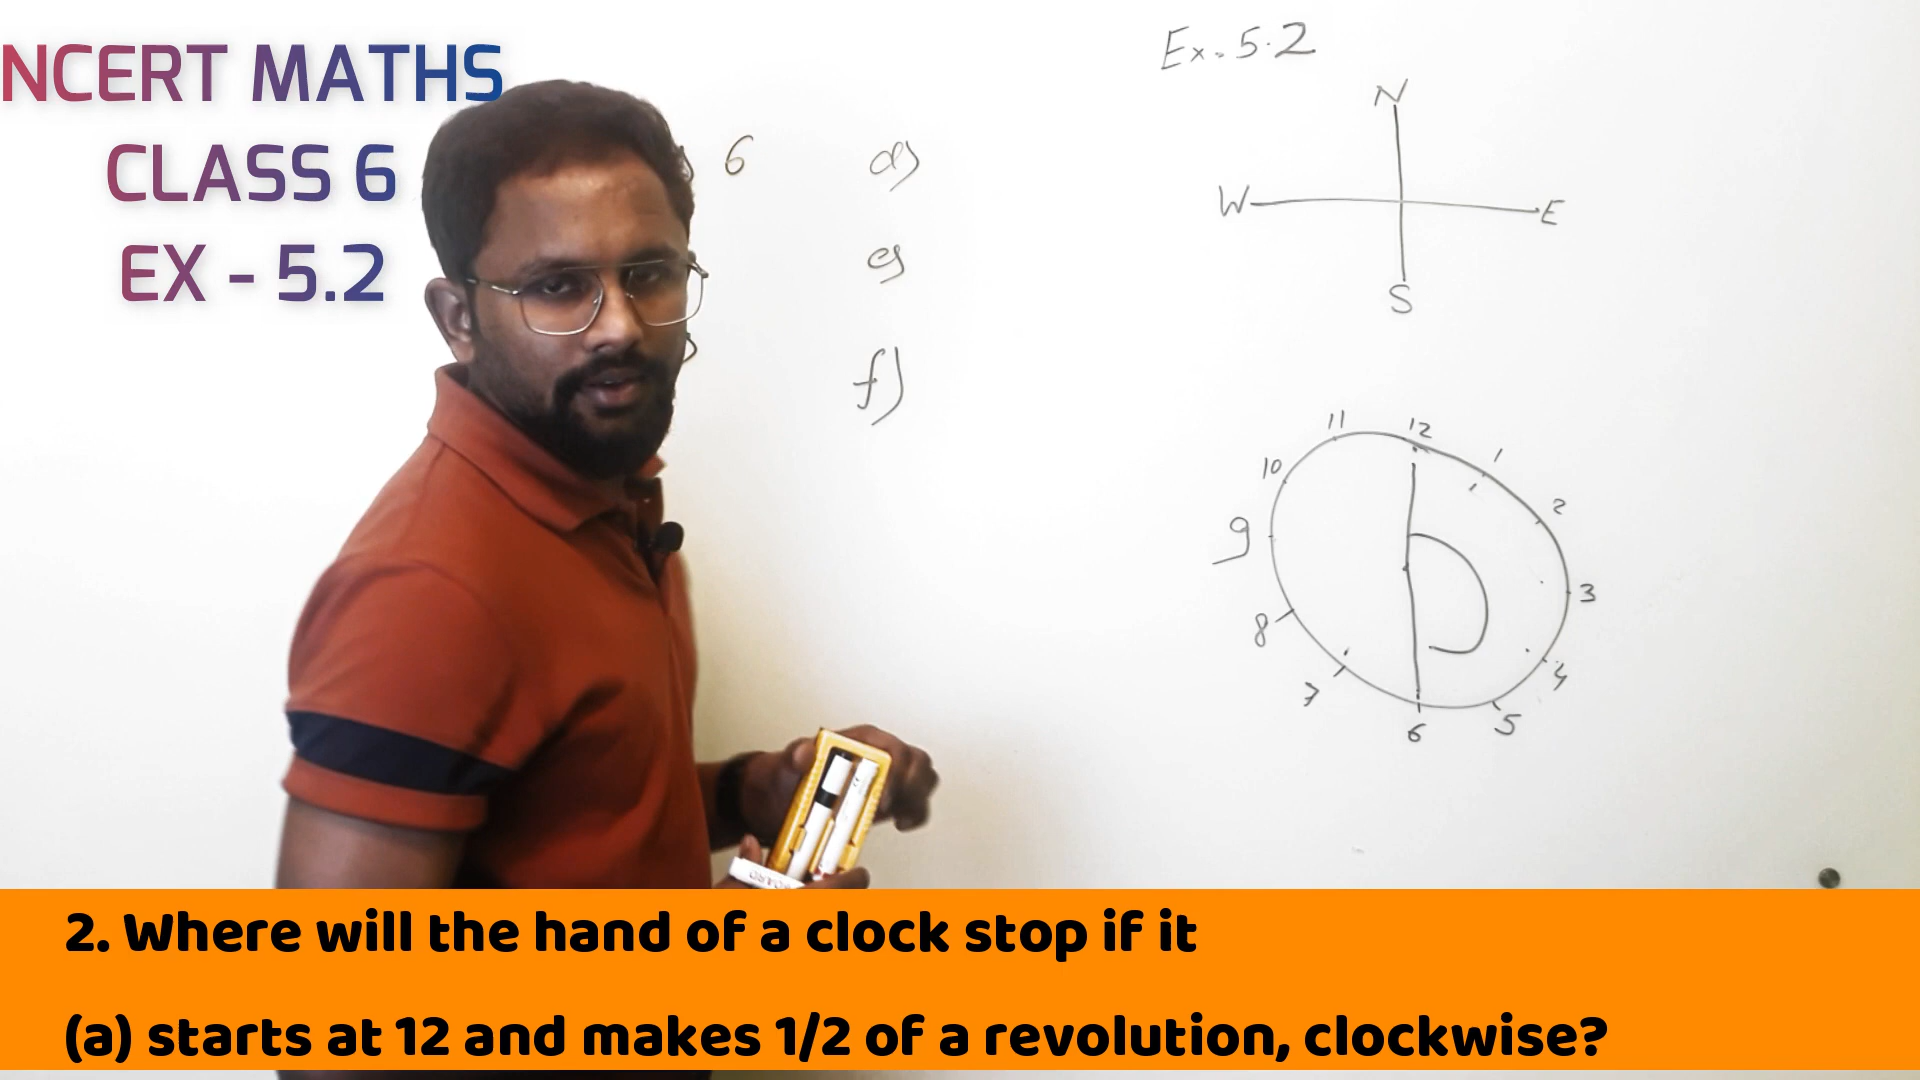 NCERT MATHS
CLASS 6
EX - 5.2
Ex. 5.2
N
W E
S
6 d)
e)
f)
11 12 1
10 2
9 3
8 4
7 5
6
2. Where will the hand of a clock stop if it
(a) starts at 12 and makes 1/2 of a revolution, clockwise?